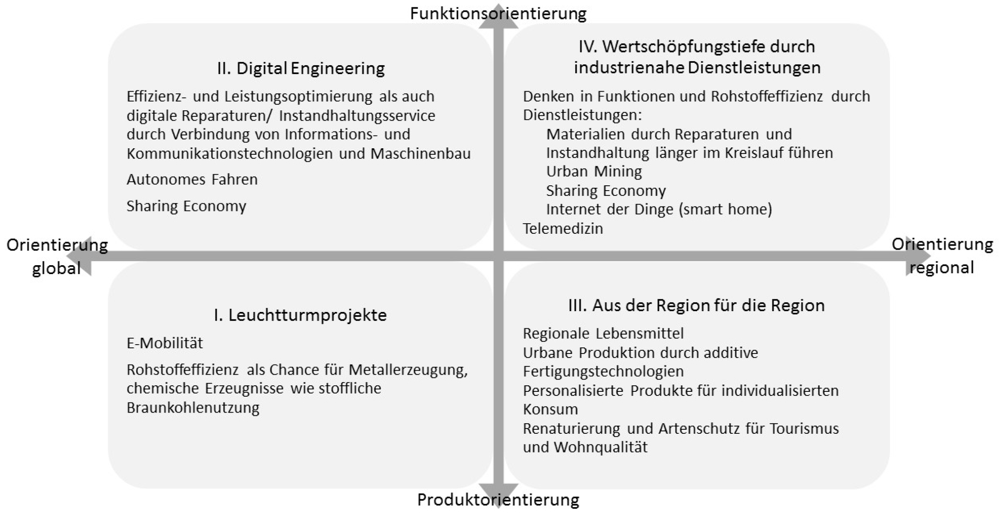 Funktionsorientierung
II. Digital Engineering
Effizienz- und Leistungsoptimierung als auch
digitale Reparaturen/ Instandhaltungsservice
durch Verbindung von Informations- und
Kommunikationstechnologien und Maschinenbau
Autonomes Fahren
Sharing Economy
IV. Wertschöpfungstiefe durch
industrienahe Dienstleistungen
Denken in Funktionen und Rohstoffeffizienz durch
Dienstleistungen:
Materialien durch Reparaturen und
Instandhaltung länger im Kreislauf führen
Urban Mining
Sharing Economy
Internet der Dinge (smart home)
Telemedizin
Orientierung
global
Orientierung
regional
I. Leuchtturmprojekte
E-Mobilität
Rohstoffeffizienz als Chance für Metallerzeugung,
chemische Erzeugnisse wie stoffliche
Braunkohlenutzung
III. Aus der Region für die Region
Regionale Lebensmittel
Urbane Produktion durch additive
Fertigungstechnologien
Personalisierte Produkte für individualisierten
Konsum
Renaturierung und Artenschutz für Tourismus
und Wohnqualität
Produktorientierung